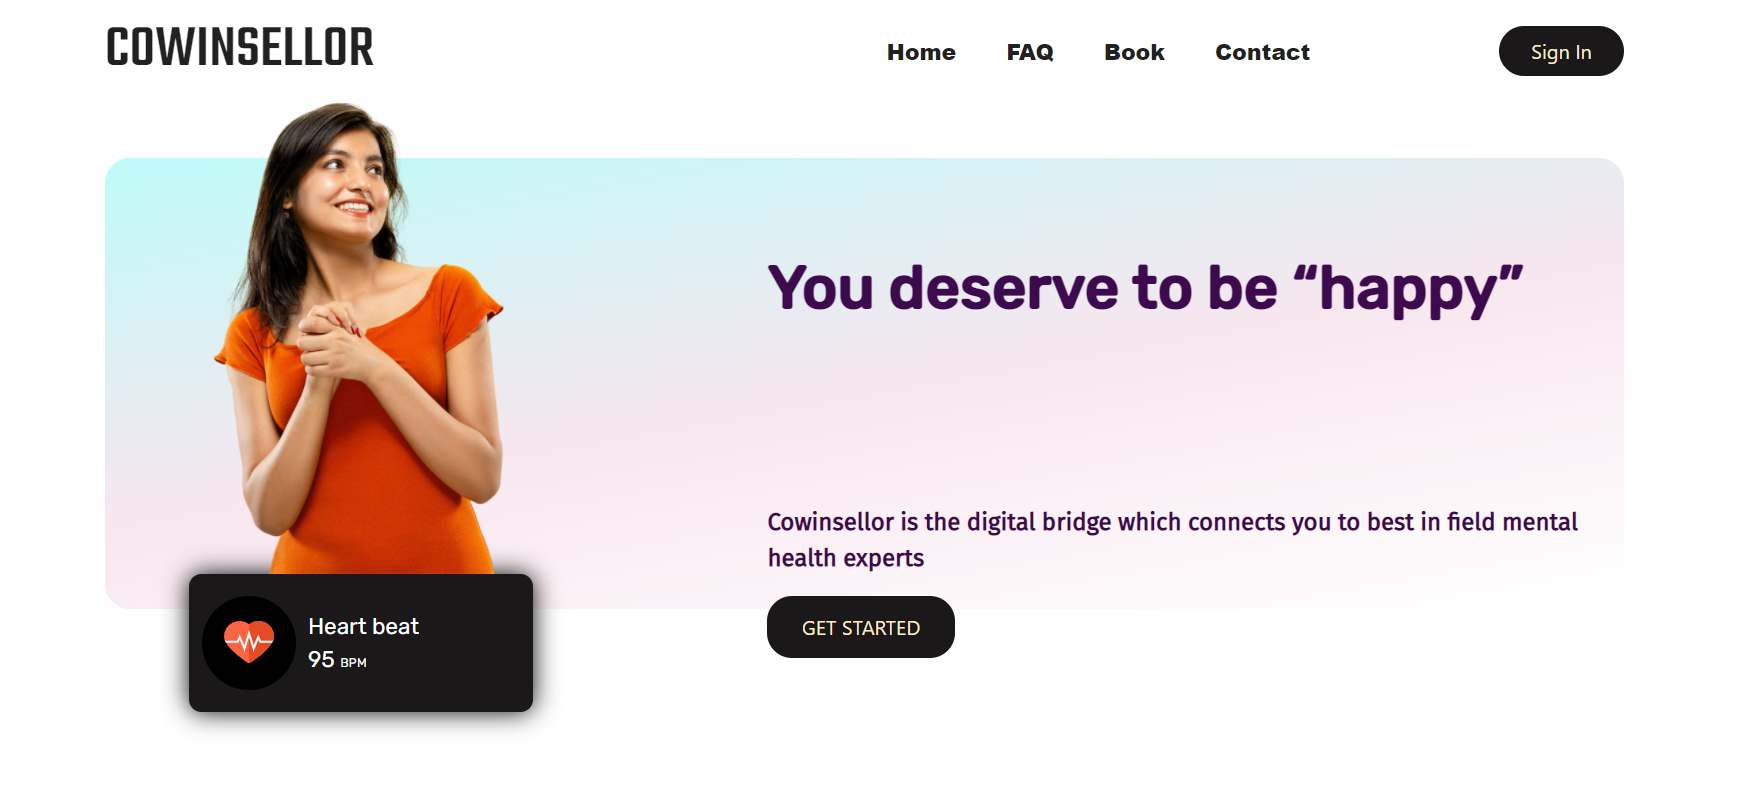 COWINSELLOR
Home FAQ Book Contact
Sign In
You deserve to be “happy”
Cowinsellor is the digital bridge which connects you to best in field mental
health experts
GET STARTED
Heart beat
95 BPM